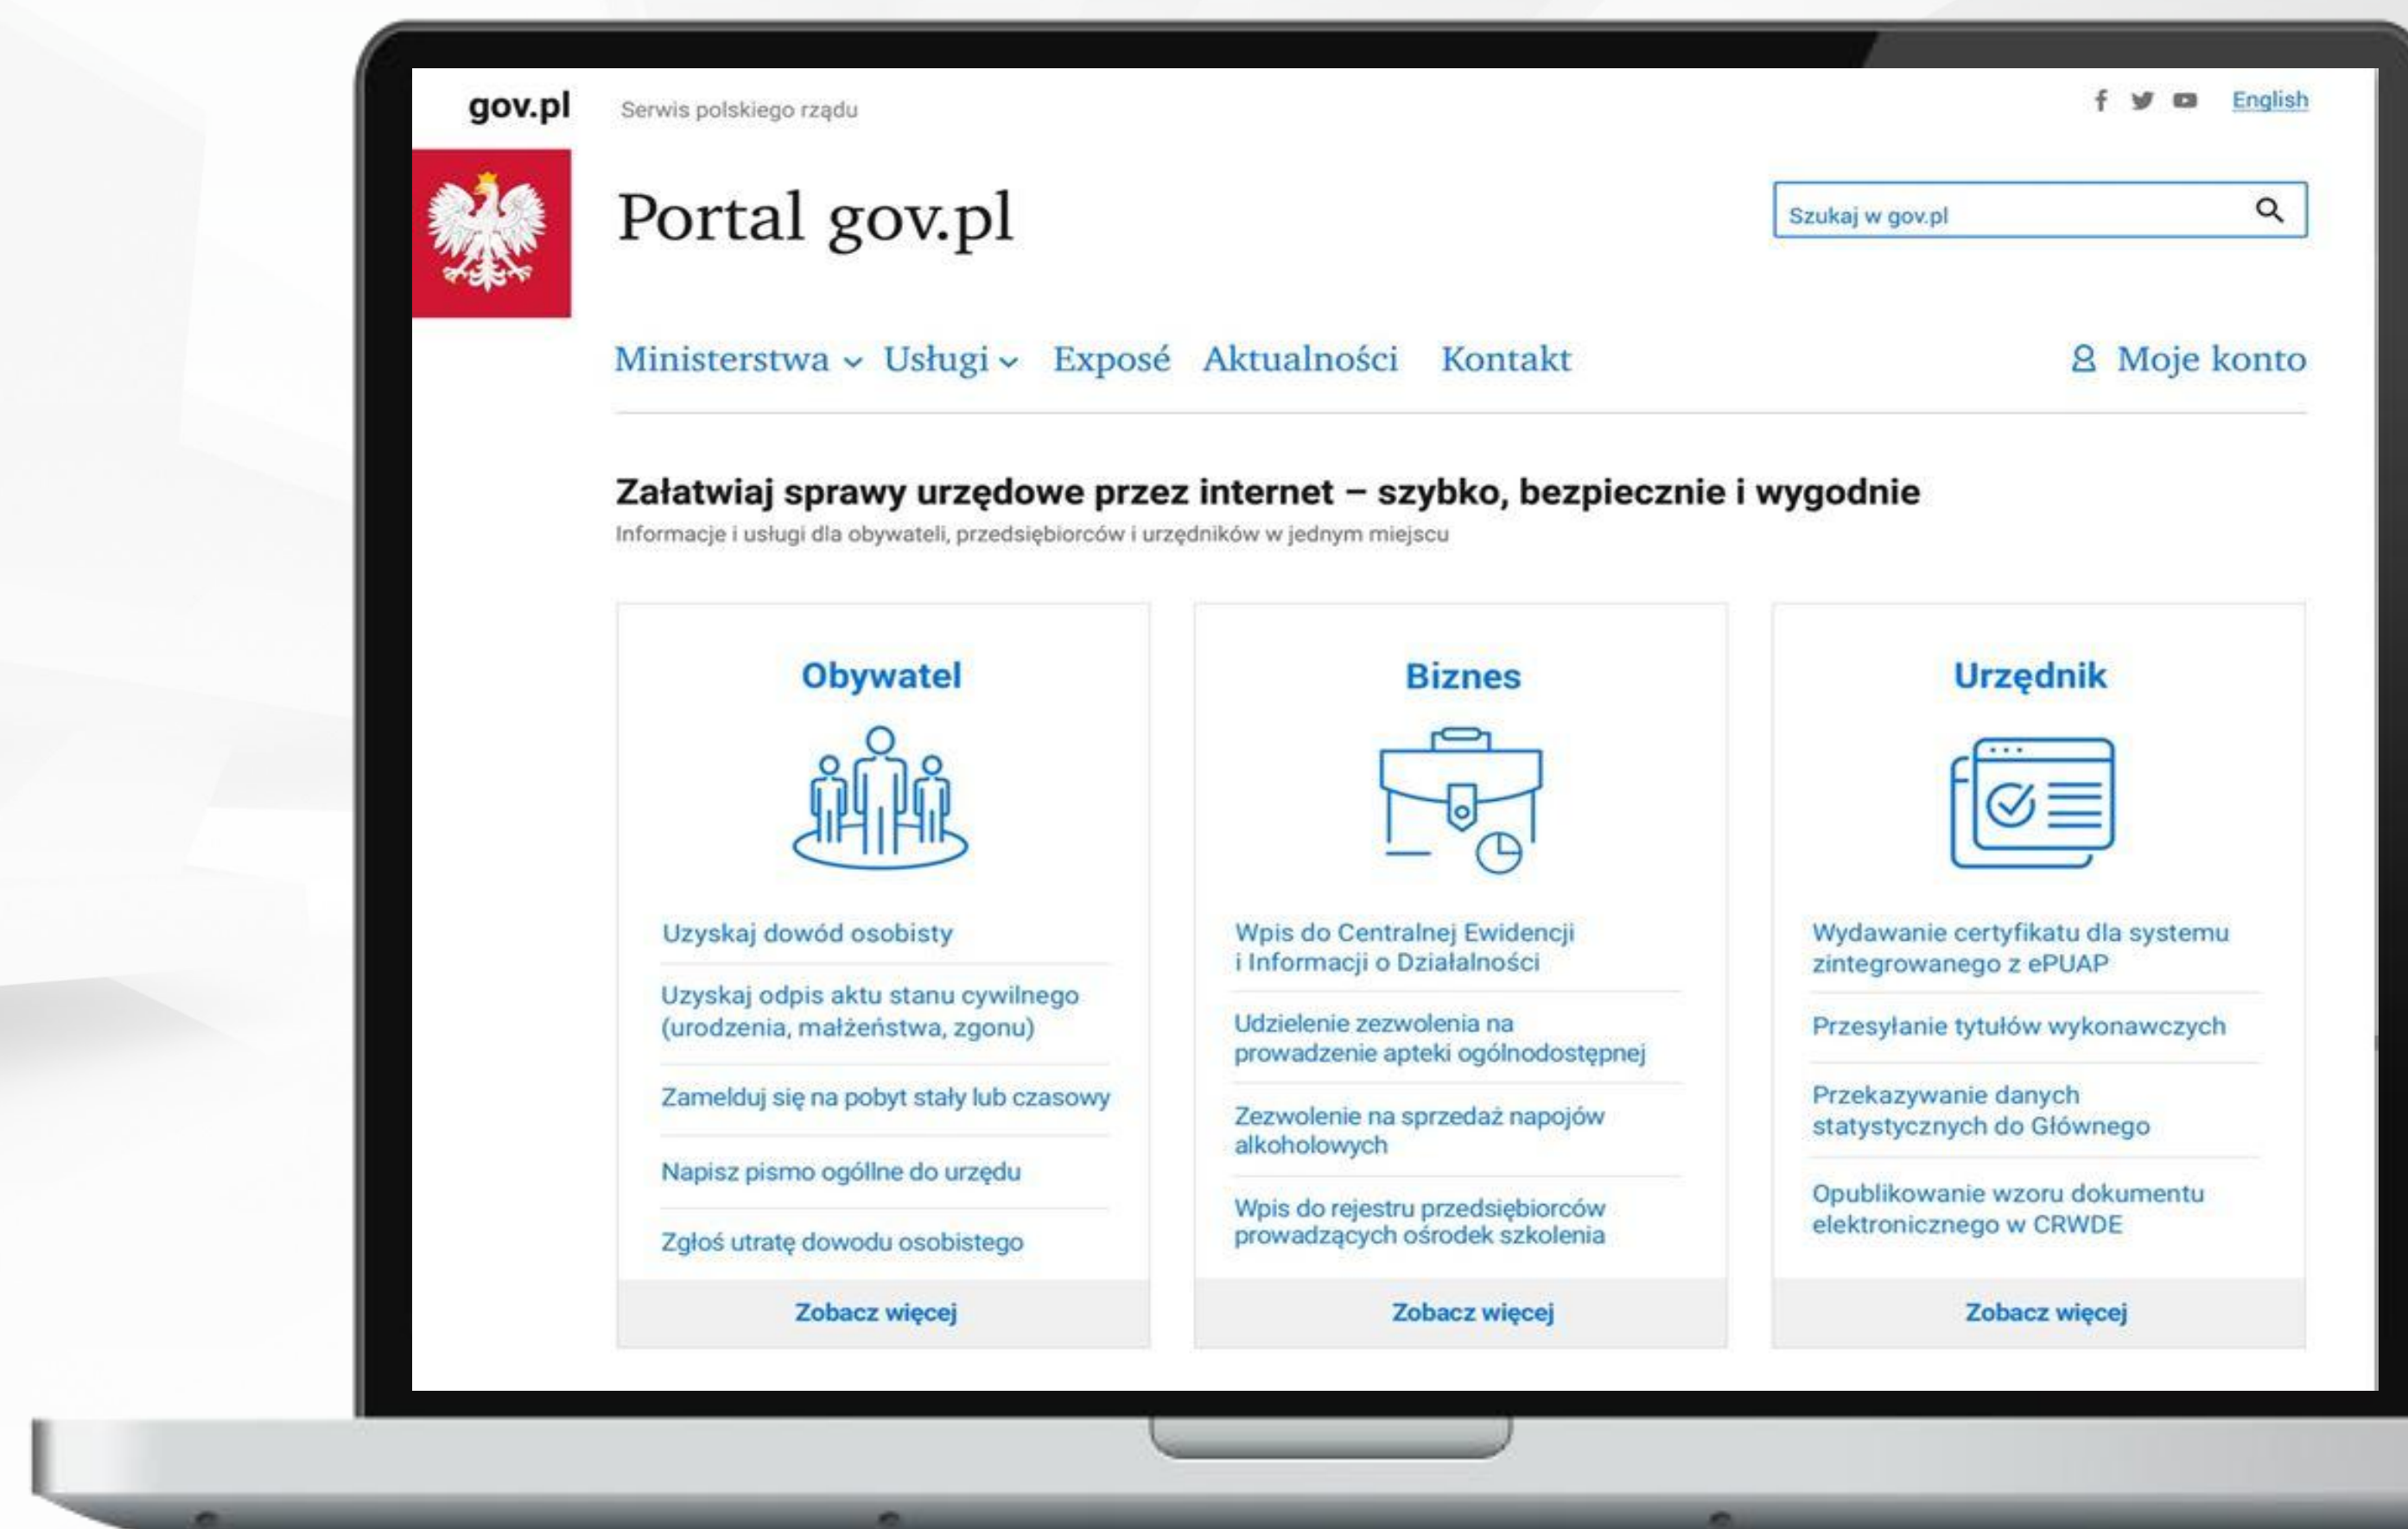 gov.pl Serwis polskiego rządu English
Portal gov.pl
Szukaj w gov.pl
Ministerstwa Usługi Exposé Aktualności Kontakt Moje konto
Załatwiaj sprawy urzędowe przez internet – szybko, bezpiecznie i wygodnie
Informacje i usługi dla obywateli, przedsiębiorców i urzędników w jednym miejscu
Obywatel
Uzyskaj dowód osobisty
Uzyskaj odpis aktu stanu cywilnego
(urodzenia, małżeństwa, zgonu)
Zamelduj się na pobyt stały lub czasowy
Napisz pismo ogóllne do urzędu
Zgłoś utratę dowodu osobistego
Zobacz więcej
Biznes
Wpis do Centralnej Ewidencji
i Informacji o Działalności
Udzielenie zezwolenia na
prowadzenie apteki ogólnodostępnej
Zezwolenie na sprzedaż napojów
alkoholowych
Wpis do rejestru przedsiębiorców
prowadzących ośrodek szkolenia
Zobacz więcej
Urzędnik
Wydawanie certyfikatu dla systemu
zintegrowanego z ePUAP
Przesyłanie tytułów wykonawczych
Przekazywanie danych
statystycznych do Głównego
Opublikowanie wzoru dokumentu
elektronicznego w CRWDE
Zobacz więcej